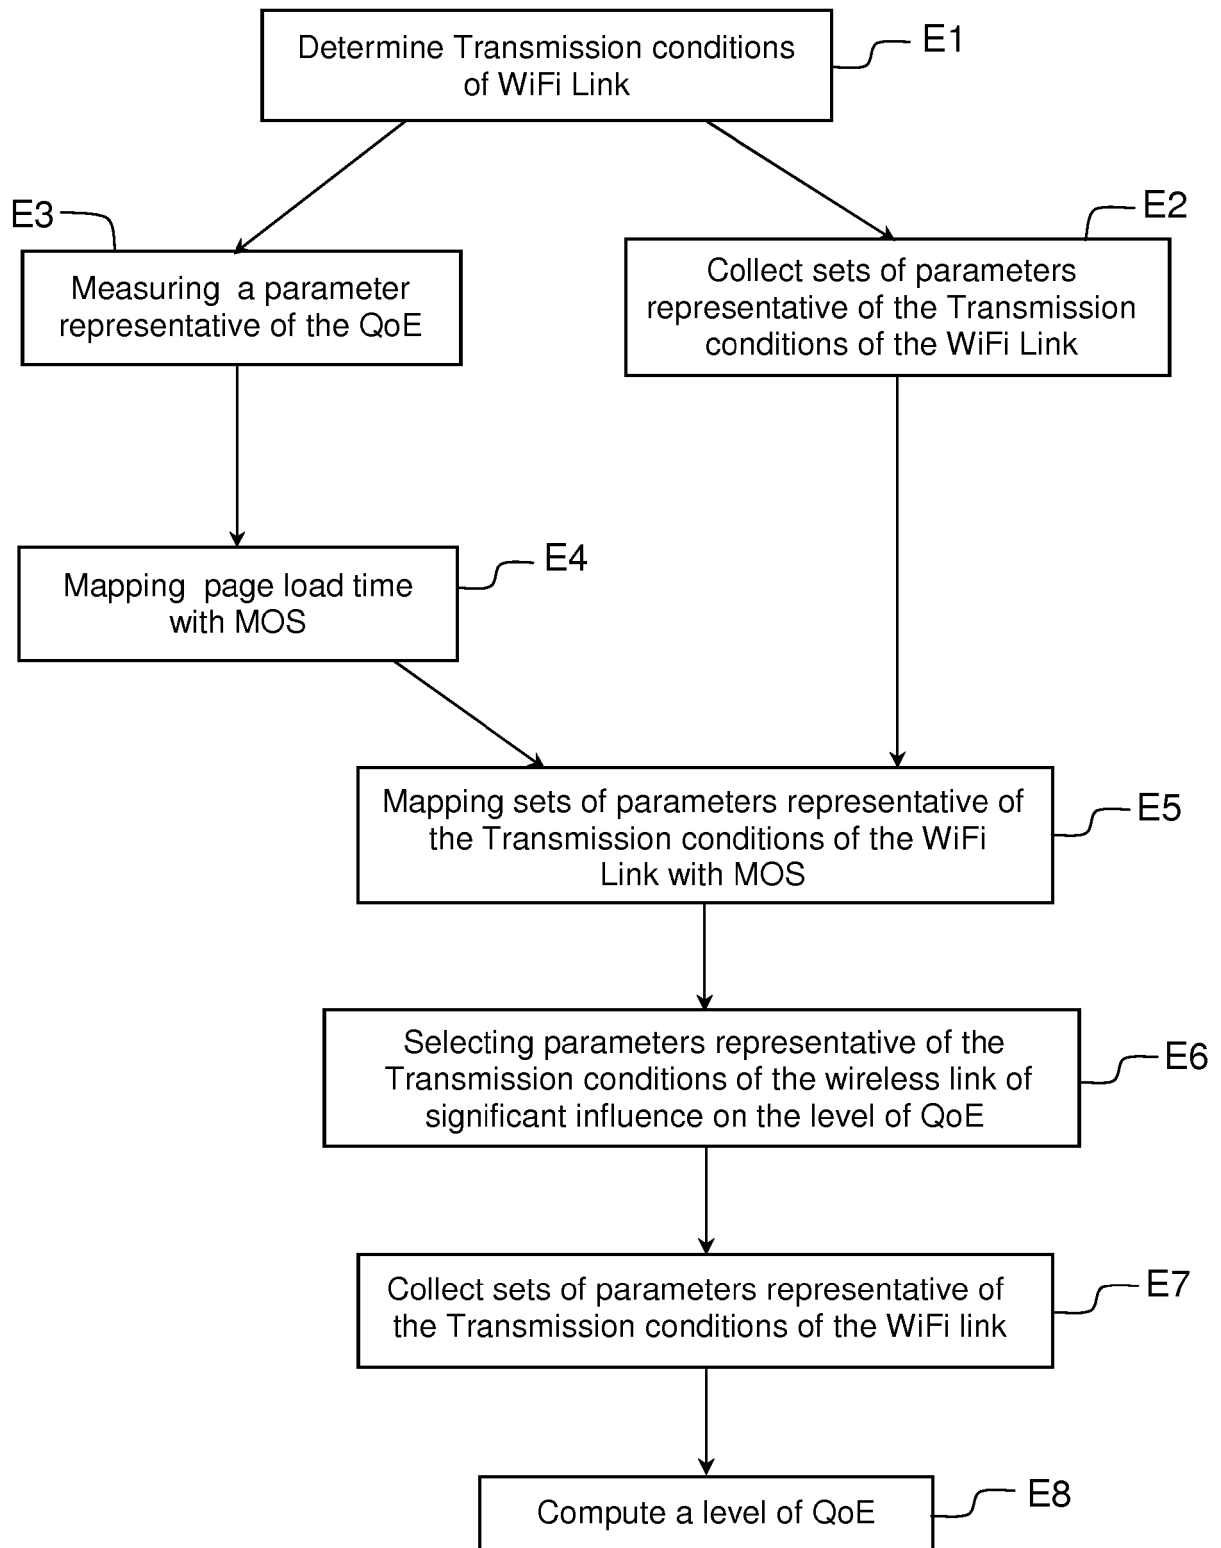 Determine Transmission conditions
of WiFi Link
E1
E3
Measuring a parameter
representative of the QoE
E2
Collect sets of parameters
representative of the Transmission
conditions of the WiFi Link
Mapping page load time
with MOS
E4
Mapping sets of parameters representative of
the Transmission conditions of the WiFi
Link with MOS
E5
Selecting parameters representative of the
Transmission conditions of the wireless link of
significant influence on the level of QoE
E6
Collect sets of parameters representative of
the Transmission conditions of the WiFi link
E7
Compute a level of QoE
E8